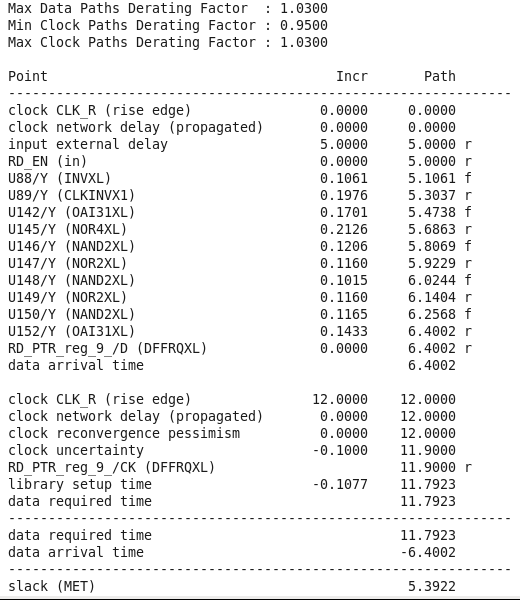 Max Data Paths Derating Factor  : 1.0300
Min Clock Paths Derating Factor : 0.9500
Max Clock Paths Derating Factor : 1.0300

Point                                    Incr       Path
---------------------------------------------------------------
clock CLK_R (rise edge)                0.0000     0.0000
clock network delay (propagated)       0.0000     0.0000
input external delay                   5.0000     5.0000 r
RD_EN (in)                             0.0000     5.0000 r
U88/Y (INVXL)                          0.1061     5.1061 f
U89/Y (CLKINVX1)                       0.1976     5.3037 r
U142/Y (OAI31XL)                       0.1701     5.4738 f
U145/Y (NOR4XL)                        0.2126     5.6863 r
U146/Y (NAND2XL)                       0.1206     5.8069 f
U147/Y (NOR2XL)                        0.1160     5.9229 r
U148/Y (NAND2XL)                       0.1015     6.0244 f
U149/Y (NOR2XL)                        0.1160     6.1404 r
U150/Y (NAND2XL)                       0.1165     6.2568 f
U152/Y (OAI31XL)                       0.1433     6.4002 r
RD_PTR_reg_9_/D (DFFRQXL)              0.0000     6.4002 r
data arrival time                                 6.4002

clock CLK_R (rise edge)               12.0000    12.0000
clock network delay (propagated)       0.0000    12.0000
clock reconvergence pessimism          0.0000    12.0000
clock uncertainty                     -0.1000    11.9000
RD_PTR_reg_9_/CK (DFFRQXL)                       11.9000 r
library setup time                    -0.1077    11.7923
data required time                               11.7923
---------------------------------------------------------------
data required time                               11.7923
data arrival time                                -6.4002
---------------------------------------------------------------
slack (MET)                                       5.3922